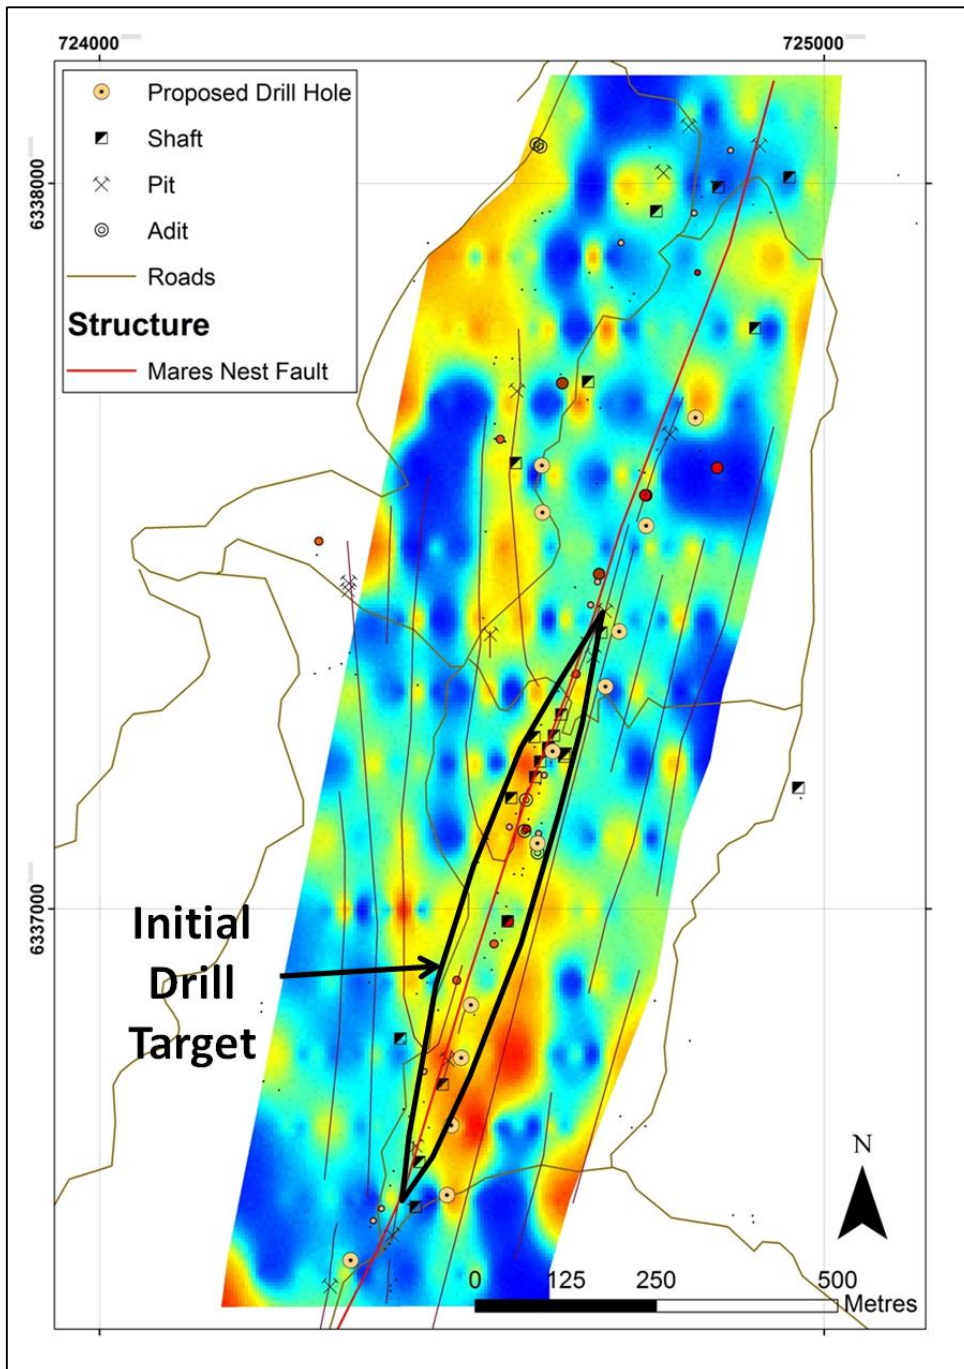 724000
725000
Proposed Drill Hole
Shaft
Pit
Adit
Roads
Structure
Mares Nest Fault
6338000
6337000
Initial
Drill
Target
N
0 125 250 500
Metres